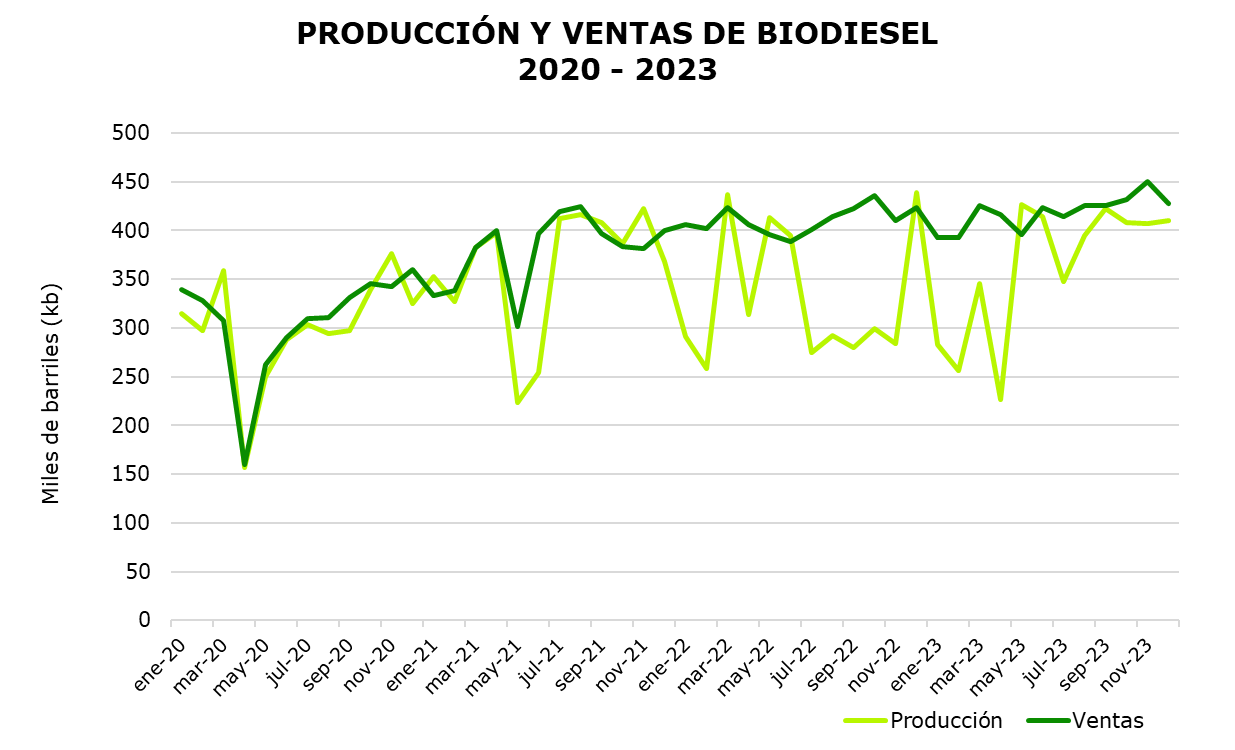 PRODUCCIÓN Y VENTAS DE BIODIESEL
2020 - 2023
Miles de barriles (kb)
500
450
400
350
300
250
200
150
100
50
0
ene-20
mar-20
may-20
jul-20
sep-20
nov-20
ene-21
mar-21
may-21
jul-21
sep-21
nov-21
ene-22
mar-22
may-22
jul-22
sep-22
nov-22
ene-23
mar-23
may-23
jul-23
sep-23
nov-23
Producción
Ventas